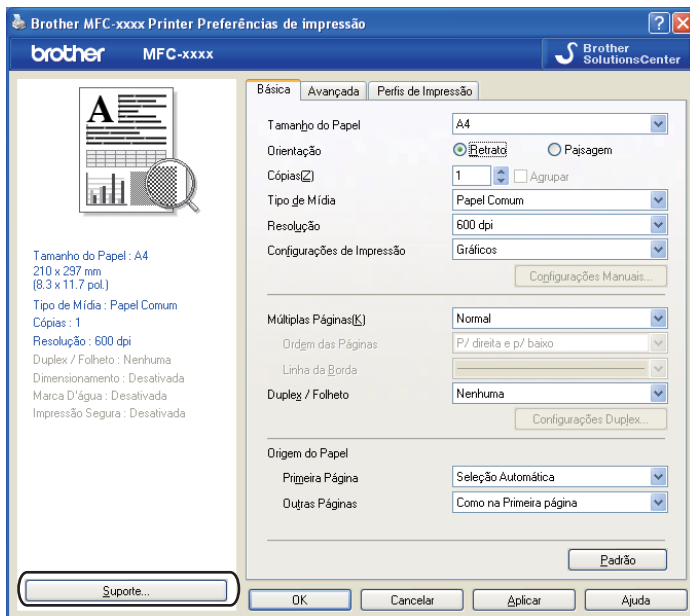 Brother MFC-xxxx Printer Preferências de impressão
brother MFC-xxxx
Brother
SolutionsCenter
A
Tamanho do Papel : A4
210 x 297 mm
(8.3 x 11.7 pol.)
Tipo de Mídia : Papel Comum
Cópias : 1
Resolução : 600 dpi
Duplex / Folheto : Nenhuma
Dimensionamento : Desativada
Marca D'água : Desativada
Impressão Segura : Desativada
Suporte...
Básica Avançada Perfis de Impressão
Tamanho do Papel A4
Orientação Retrato Paisagem
Cópias(Z) 1 Agrupar
Tipo de Mídia Papel Comum
Resolução 600 dpi
Configurações de Impressão Gráficos
Configurações Manuais...
Múltiplas Páginas(K) Normal
Ordem das Páginas P/ direita e p/ baixo
Linha da Borda
Duplex / Folheto Nenhuma
Configurações Duplex...
Origem do Papel
Primeira Página Seleção Automática
Outras Páginas Como na Primeira página
Padrão
OK Cancelar Aplicar Ajuda